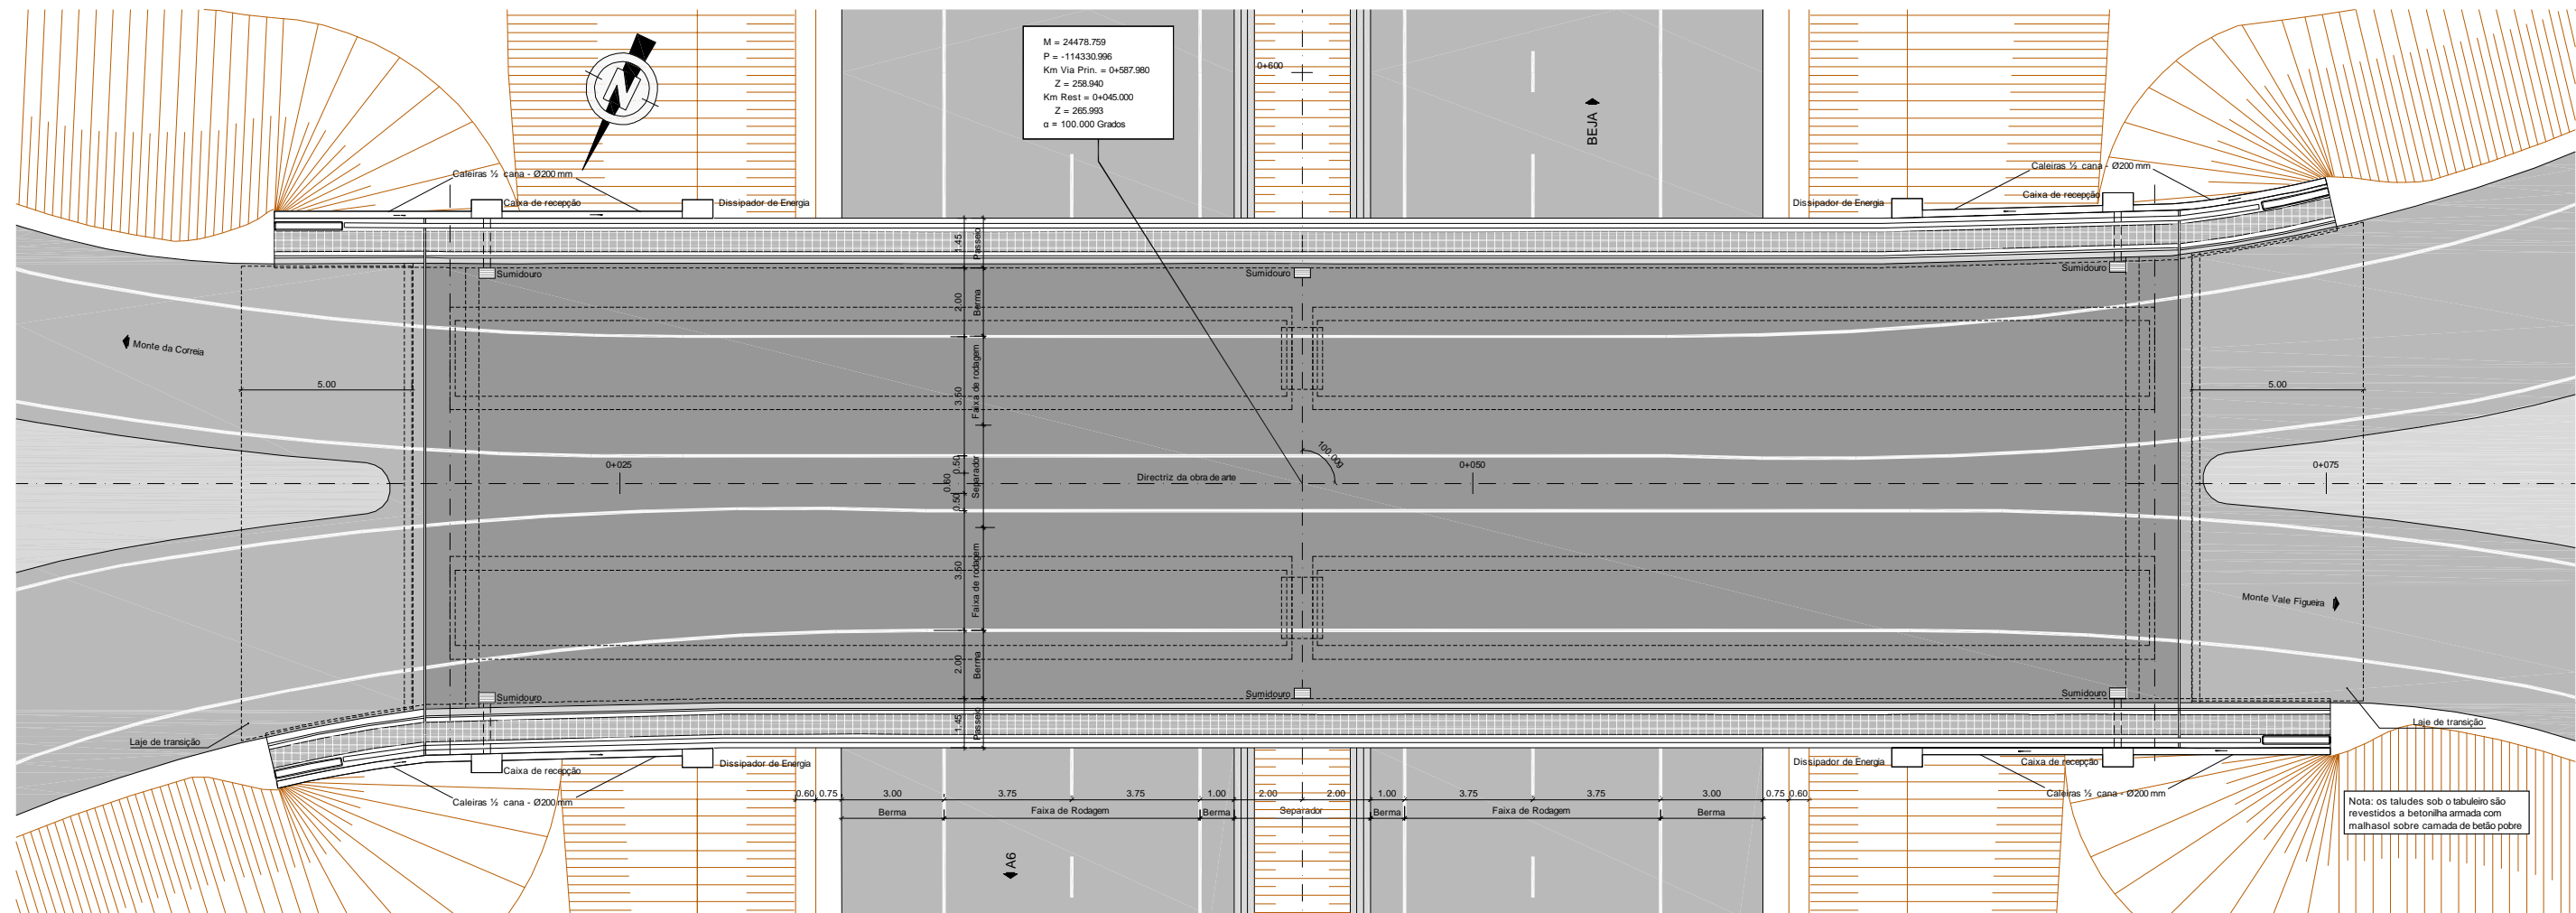 M = 24478.759
P = -114330.996
Km Via Prin. = 0+587.980
Z = 258.940
Km Rest = 0+045.000
Z = 265.993
α = 100.000 Grados
0+600
BEJA
N
Caleiras ½ cana - Ø200mm
Caixa de recepção
Dissipador de Energia
Caleiras ½ cana - Ø200mm
Caixa de recepção
Dissipador de Energia
1.45
Passeio
Sumidouro
Sumidouro
Sumidouro
2.00
Berma
Monte da Correia
5.00
5.00
3.50
Faixa de rodagem
100.00g
0+025
0.50
0.60
0.50
Separador
Directriz da obra de arte
0+050
0+075
3.50
Faixa de rodagem
Monte Vale Figueira
2.00
Berma
Sumidouro
Sumidouro
Sumidouro
1.45
Passeio
Laje de transição
Laje de transição
Caixa de recepção
Dissipador de Energia
Dissipador de Energia
Caixa de recepção
Caleiras ½ cana - Ø200mm
Caleiras ½ cana - Ø200mm
0.60 0.75 3.00 3.75 3.75 1.00 2.00 2.00 1.00 3.75 3.75 3.00 0.75 0.60
Berma Faixa de Rodagem Berma Separador Berma Faixa de Rodagem Berma
A6
Nota: os taludes sob o tabuleiro são
revestidos a betonilha armada com
malhasol sobre camada de betão pobre